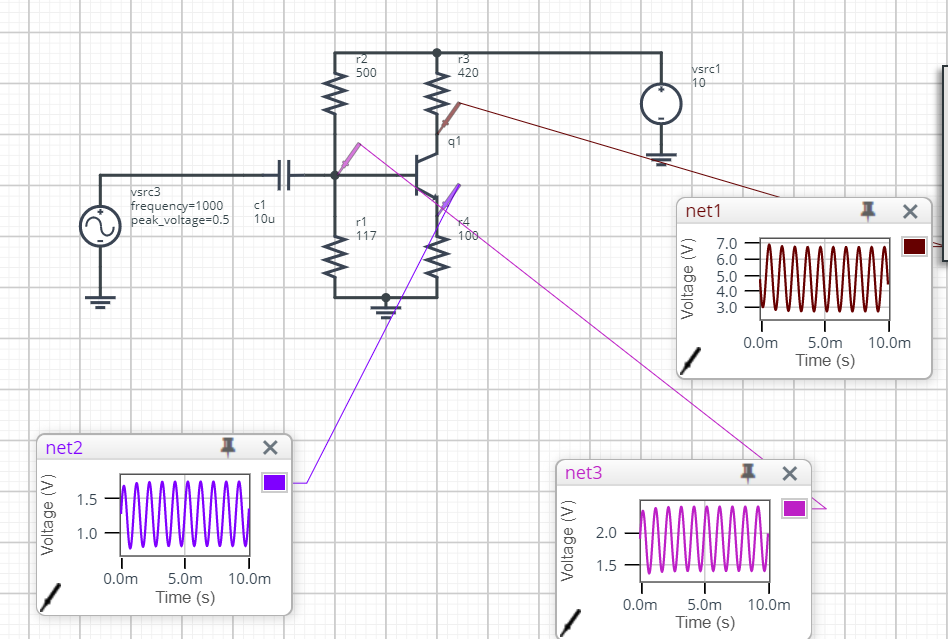 r2
500
r3
420
vsrc1
10
q1
vsrc3
frequency=1000
peak_voltage=0.5
c1
10u
r1
117
r4
100
net1
Voltage (V)
7.0
6.0
5.0
4.0
3.0
0.0m 5.0m 10.0m
Time (s)
net2
Voltage (V)
1.5
1.0
0.0m 5.0m 10.0m
Time (s)
net3
Voltage (V)
2.0
1.5
0.0m 5.0m 10.0m
Time (s)